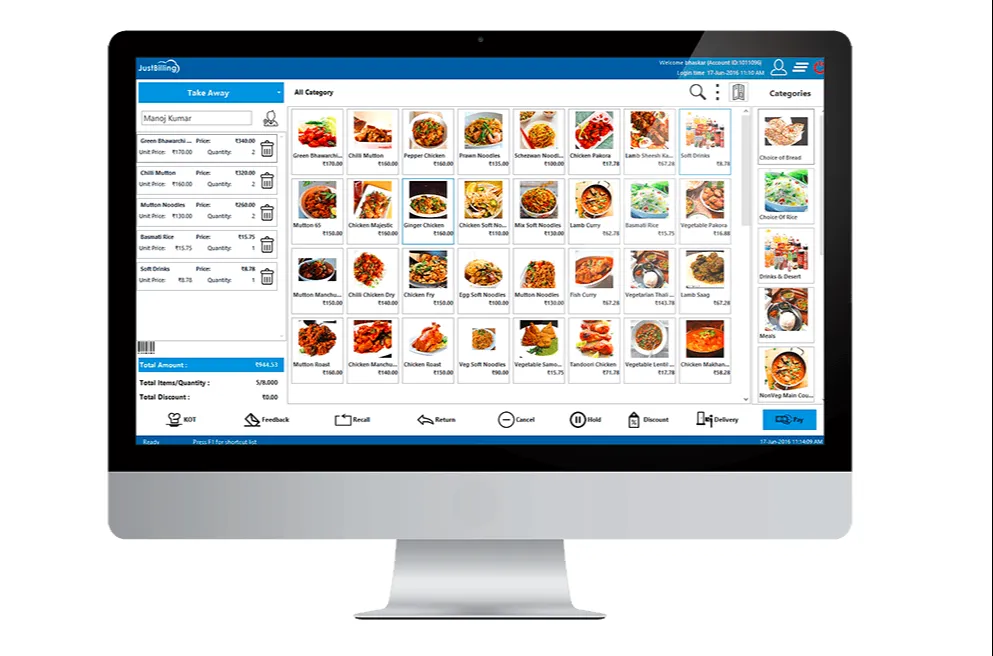 JustBilling
Welcome bhaskar (Account ID:1011096)
Login time 17-Jun-2016 11:10 AM
Take Away
All Category
Categories
Manoj Kumar
Green Bhawarchi ... Price: ₹340.00
Unit Price: ₹170.00 Quantity: 2
Chilli Mutton Price: ₹320.00
Unit Price: ₹160.00 Quantity: 2
Mutton Noodles Price: ₹260.00
Unit Price: ₹130.00 Quantity: 2
Basmati Rice Price: ₹15.75
Unit Price: ₹15.75 Quantity: 1
Soft Drinks Price: ₹8.78
Unit Price: ₹8.78 Quantity: 1
Total Amount : ₹944.53
Total Items/Quantity : 5/8.000
Total Discount : ₹0.00
Green Bhawarchi... Chilli Mutton Pepper Chicken Prawn Noodles Schezwan Noodl... Chicken Pakora Lamb Sheesh Ka... Soft Drinks
₹170.00 ₹160.00 ₹160.00 ₹135.00 ₹100.00 ₹17.78 ₹67.28 ₹8.78
Mutton 65 Chicken Majestic Ginger Chicken Chicken Soft No... Mix Soft Noodles Lamb Curry Basmati Rice Vegetable Pakora
₹150.00 ₹160.00 ₹160.00 ₹110.00 ₹130.00 ₹62.78 ₹15.75 ₹16.88
Mutton Manchu... Chilli Chicken Dry Chicken Fry Egg Soft Noodles Mutton Noodles Fish Curry Vegetarian Thali ... Lamb Saag
₹150.00 ₹140.00 ₹150.00 ₹100.00 ₹130.00 ₹67.28 ₹143.78 ₹62.78
Mutton Roast Chicken Manchu... Chicken Roast Veg Soft Noodles Vegetable Samo... Tandoori Chicken Vegetable Lentil ... Chicken Makhan...
₹160.00 ₹140.00 ₹150.00 ₹90.00 ₹15.75 ₹71.78 ₹17.78 ₹58.28
Choice of Bread
Choice Of Rice
Drinks & Desert
Meals
NonVeg Main Cou...
KOT Feedback Recall Return Cancel Hold Discount Delivery Pay
Ready Press F1 for shortcut list 17-Jun-2016 11:14:09 AM